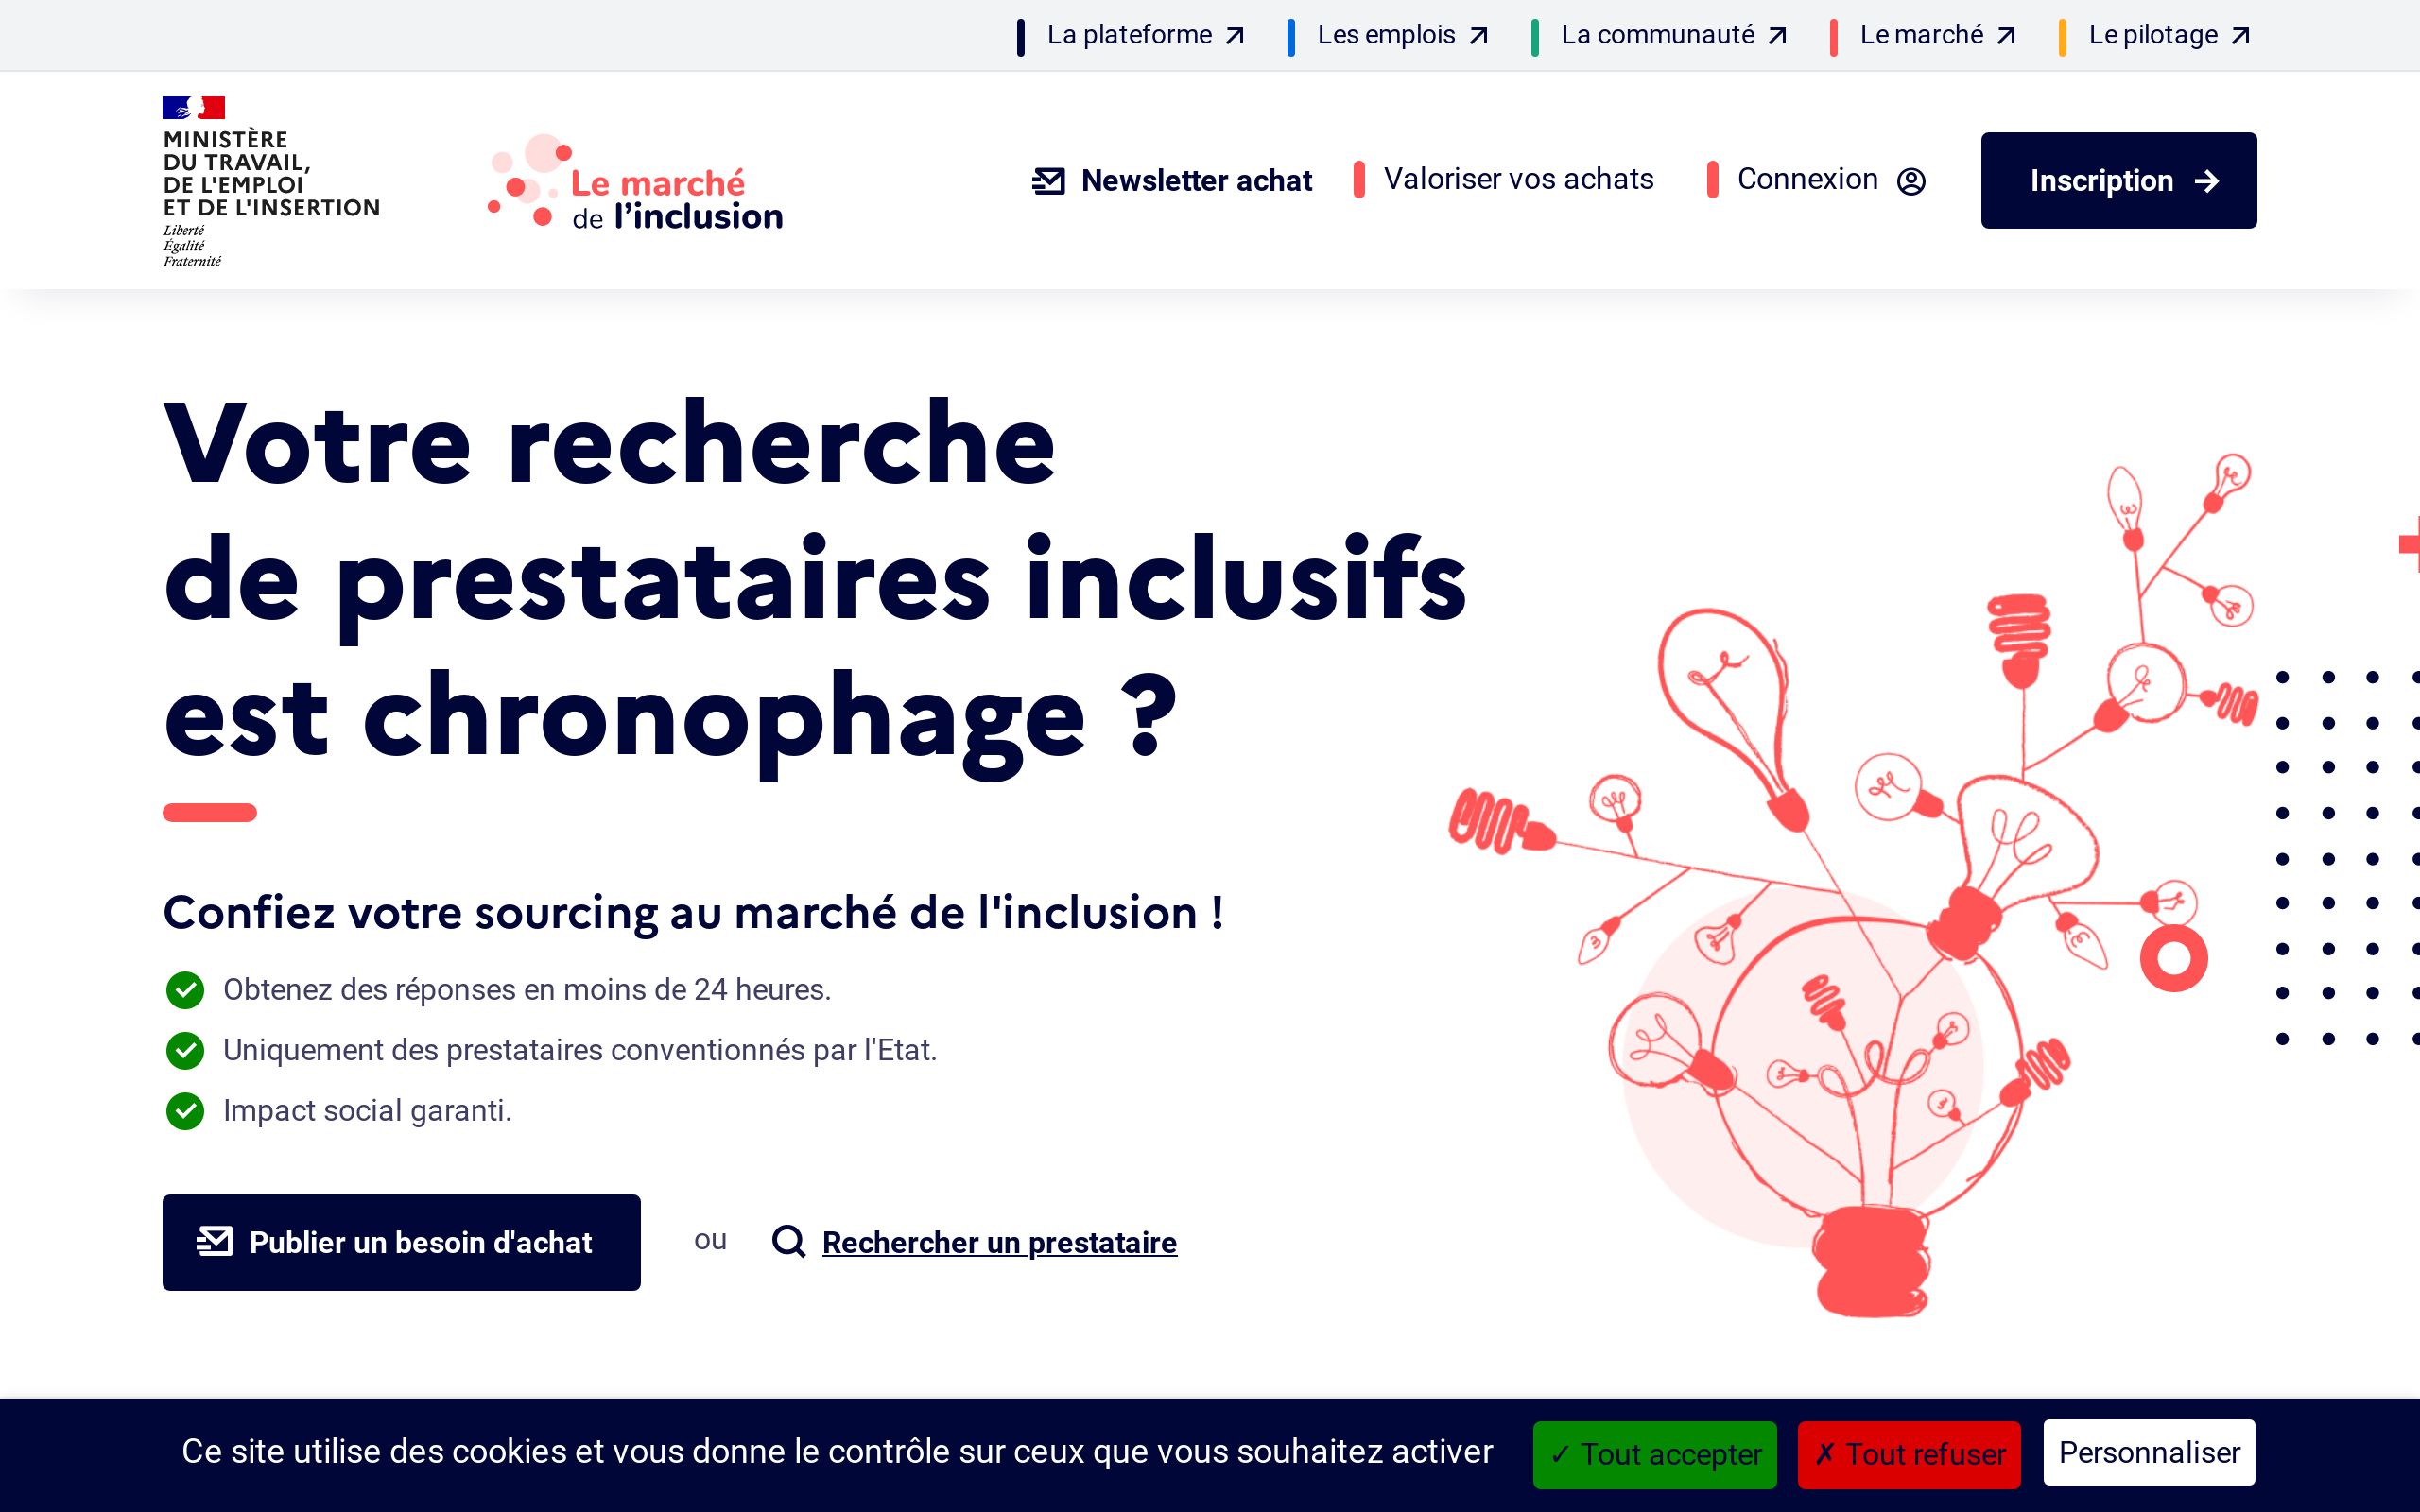 La plateforme
Les emplois
La communauté
Le marché
Le pilotage
MINISTÈRE
DU TRAVAIL,
DE L'EMPLOI
ET DE L'INSERTION
Liberté
Égalité
Fraternité
Le marché
de l'inclusion
Newsletter achat
Valoriser vos achats
Connexion
Inscription
Votre recherche
de prestataires inclusifs
est chronophage ?
Confiez votre sourcing au marché de l'inclusion !
Obtenez des réponses en moins de 24 heures.
Uniquement des prestataires conventionnés par l'Etat.
Impact social garanti.
Publier un besoin d'achat
ou
Rechercher un prestataire
Ce site utilise des cookies et vous donne le contrôle sur ceux que vous souhaitez activer
✓ Tout accepter
✗ Tout refuser
Personnaliser